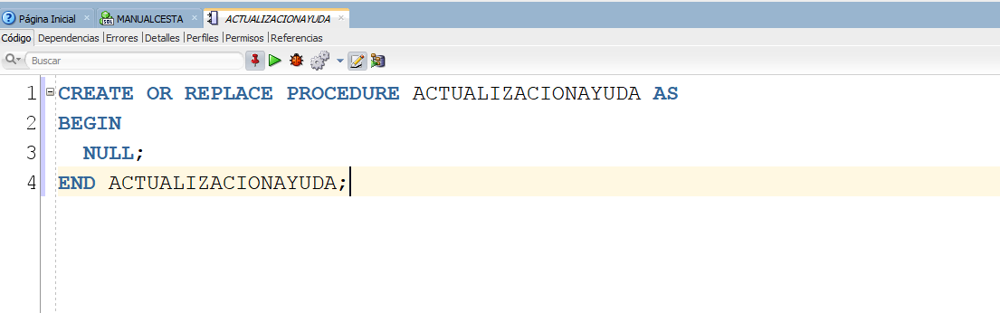 Página Inicial MANUALCESTA ACTUALIZACIONAYUDA
Código Dependencias Errores Detalles Perfiles Permisos Referencias
Buscar
1 CREATE OR REPLACE PROCEDURE ACTUALIZACIONAYUDA AS
2 BEGIN
3 NULL;
4 END ACTUALIZACIONAYUDA;